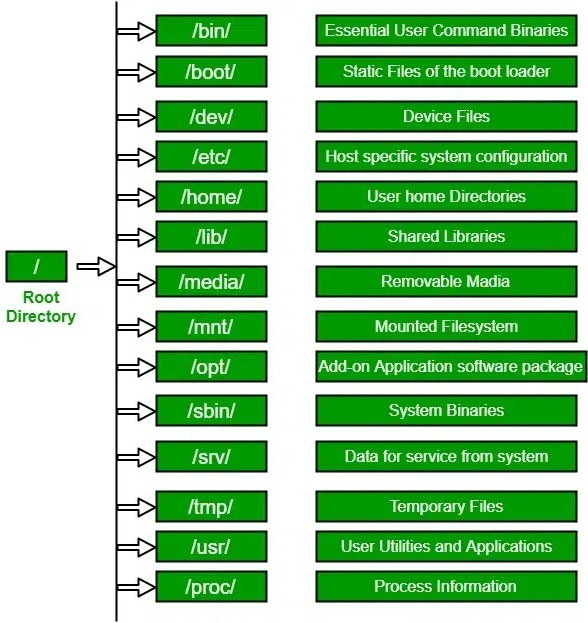 /bin/ Essential User Command Binaries
/boot/ Static Files of the boot loader
/dev/ Device Files
/etc/ Host specific system configuration
/home/ User home Directories
/lib/ Shared Libraries
/
Root
Directory
/media/ Removable Madia
/mnt/ Mounted Filesystem
/opt/ Add-on Application software package
/sbin/ System Binaries
/srv/ Data for service from system
/tmp/ Temporary Files
/usr/ User Utilities and Applications
/proc/ Process Information